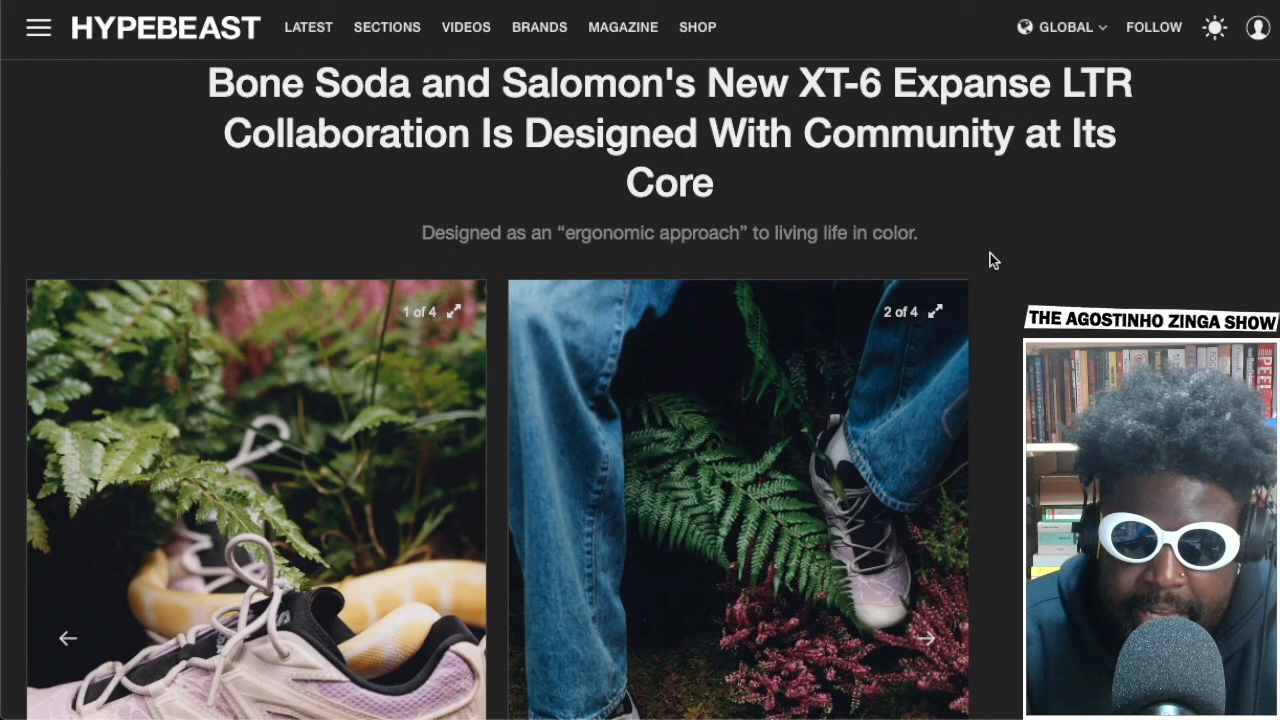 HYPEBEAST LATEST SECTIONS VIDEOS BRANDS MAGAZINE SHOP GLOBAL FOLLOW
Bone Soda and Salomon's New XT-6 Expanse LTR
Collaboration Is Designed With Community at Its
Core
Designed as an “ergonomic approach” to living life in color.
1 of 4
2 of 4
THE AGOSTINHO ZINGA SHOW